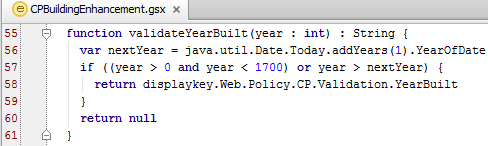 CPBuildingEnhancement.gsx
55 function validateYearBuilt(year : int) : String {
56 var nextYear = java.util.Date.Today.addYears(1).YearOfDate
57 if ((year > 0 and year < 1700) or year > nextYear) {
58 return displaykey.Web.Policy.CP.Validation.YearBuilt
59 }
60 return null
61 }